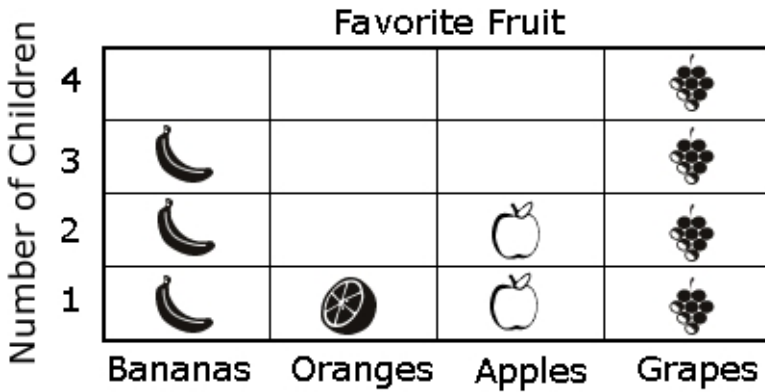 Favorite Fruit
Number of Children
4
3
2
1
Bananas Oranges Apples Grapes